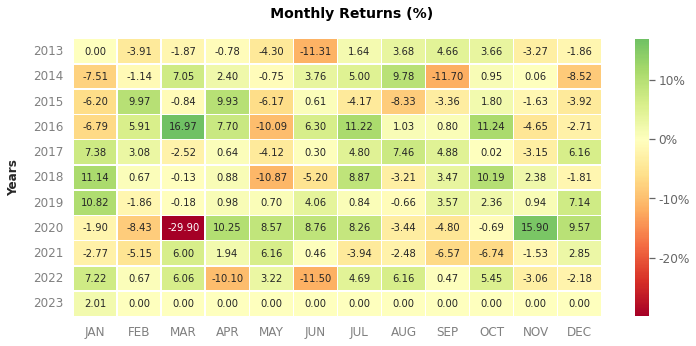 Monthly Returns (%)
Years
2013 0.00 -3.91 -1.87 -0.78 -4.30 -11.31 1.64 3.68 4.66 3.66 -3.27 -1.86
2014 -7.51 -1.14 7.05 2.40 -0.75 3.76 5.00 9.78 -11.70 0.95 0.06 -8.52
2015 -6.20 9.97 -0.84 9.93 -6.17 0.61 -4.17 -8.33 -3.36 1.80 -1.63 -3.92
2016 -6.79 5.91 16.97 7.70 -10.09 6.30 11.22 1.03 0.80 11.24 -4.65 -2.71
2017 7.38 3.08 -2.52 0.64 -4.12 0.30 4.80 7.46 4.88 0.02 -3.15 6.16
2018 11.14 0.67 -0.13 0.88 -10.87 -5.20 8.87 -3.21 3.47 10.19 2.38 -1.81
2019 10.82 -1.86 -0.18 0.98 0.70 4.06 0.84 -0.66 3.57 2.36 0.94 7.14
2020 -1.90 -8.43 -29.90 10.25 8.57 8.76 8.26 -3.44 -4.80 -0.69 15.90 9.57
2021 -2.77 -5.15 6.00 1.94 6.16 0.46 -3.94 -2.48 -6.57 -6.74 -1.53 2.85
2022 7.22 0.67 6.06 -10.10 3.22 -11.50 4.69 6.16 0.47 5.45 -3.06 -2.18
2023 2.01 0.00 0.00 0.00 0.00 0.00 0.00 0.00 0.00 0.00 0.00 0.00
JAN FEB MAR APR MAY JUN JUL AUG SEP OCT NOV DEC
10%
0%
-10%
-20%